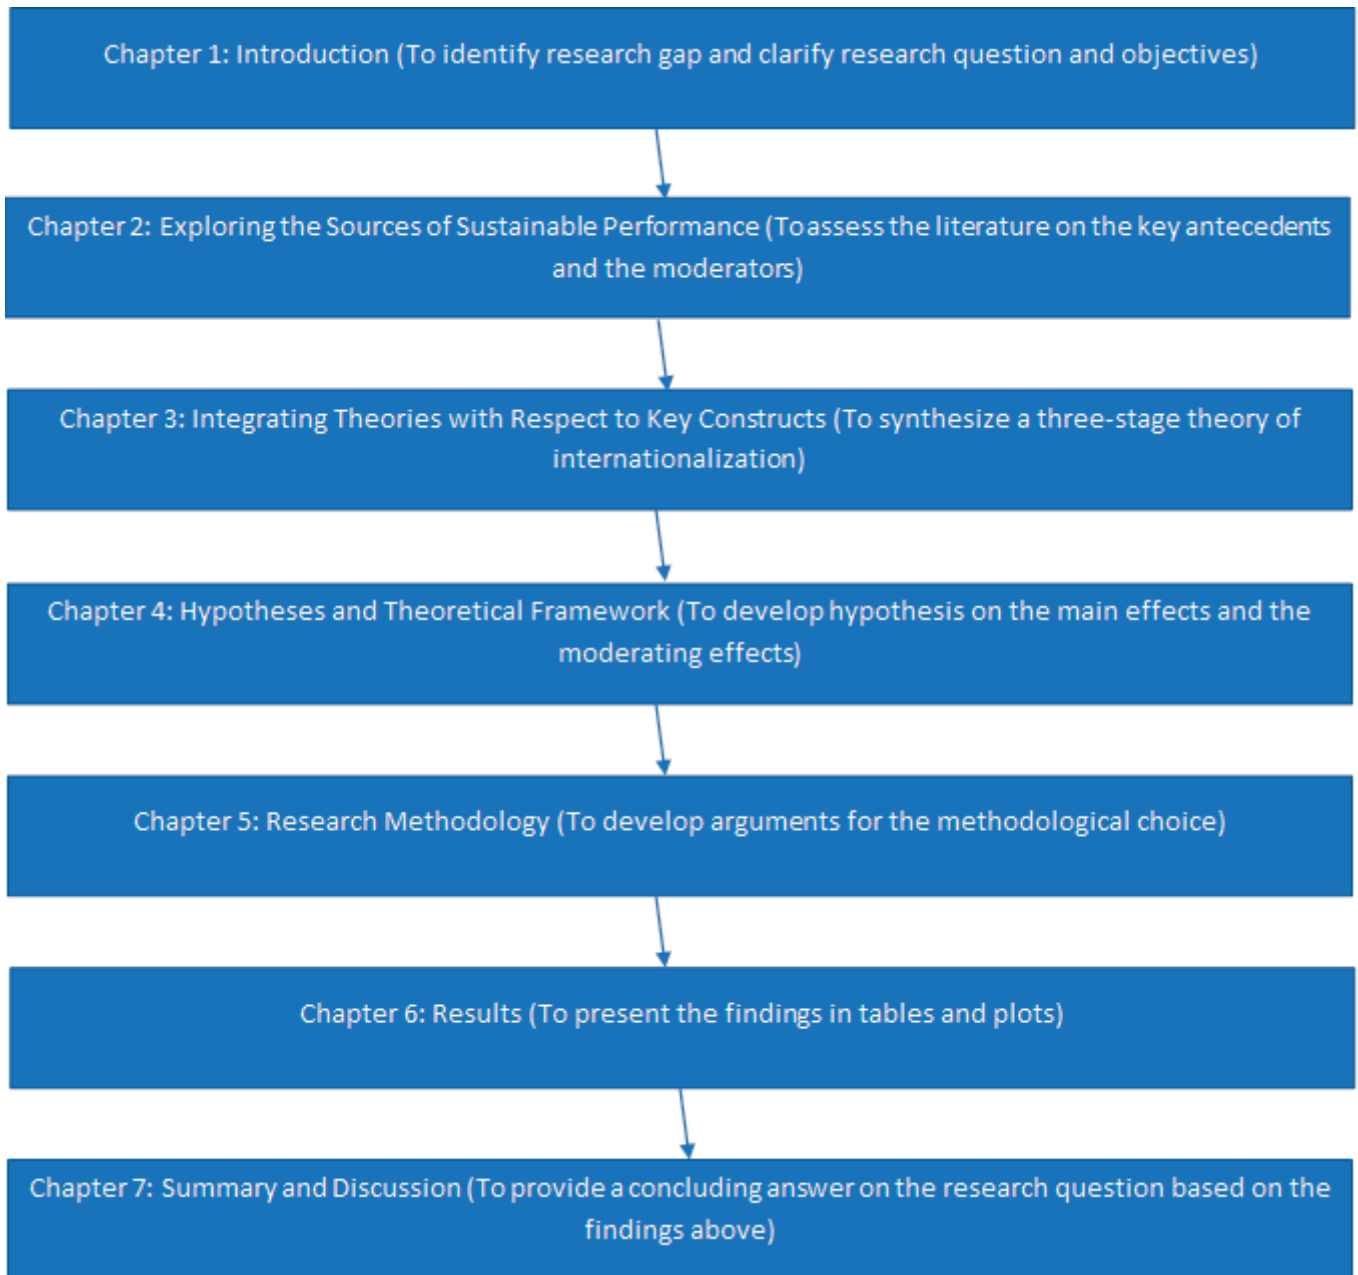 Chapter 1: Introduction (To identify research gap and clarify research question and objectives)
Chapter 2: Exploring the Sources of Sustainable Performance (To assess the literature on the key antecedents
and the moderators)
Chapter 3: Integrating Theories with Respect to Key Constructs (To synthesize a three-stage theory of
internationalization)
Chapter 4: Hypotheses and Theoretical Framework (To develop hypothesis on the main effects and the
moderating effects)
Chapter 5: Research Methodology (To develop arguments for the methodological choice)
Chapter 6: Results (To present the findings in tables and plots)
Chapter 7: Summary and Discussion (To provide a concluding answer on the research question based on the
findings above)